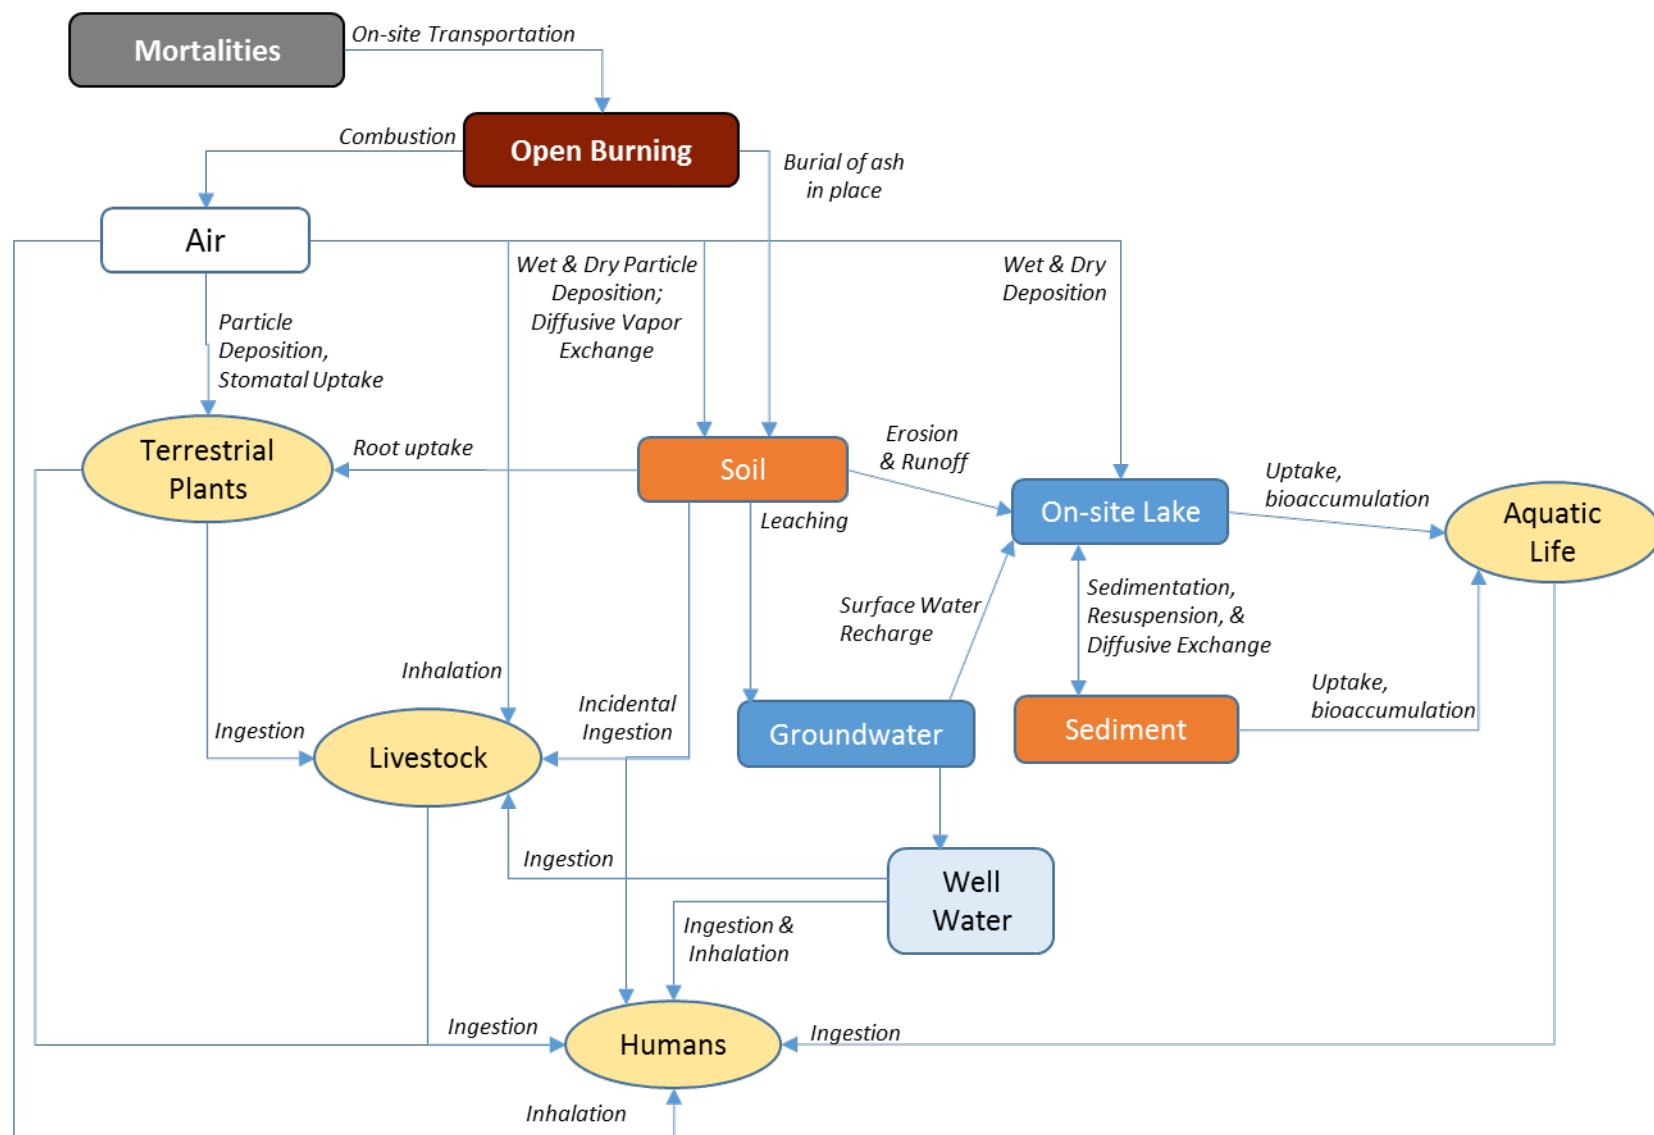 Mortalities
On-site Transportation
Combustion
Open Burning
Burial of ash
in place
Air
Wet & Dry Particle
Deposition;
Diffusive Vapor
Exchange
Wet & Dry
Deposition
Particle
Deposition,
Stomatal Uptake
Terrestrial
Plants
Root uptake
Soil
Erosion
& Runoff
Leaching
On-site Lake
Uptake,
bioaccumulation
Aquatic
Life
Surface Water
Recharge
Sedimentation,
Resuspension, &
Diffusive Exchange
Inhalation
Incidental
Ingestion
Ingestion
Livestock
Groundwater
Sediment
Uptake,
bioaccumulation
Ingestion
Well
Water
Ingestion &
Inhalation
Ingestion
Humans
Ingestion
Inhalation